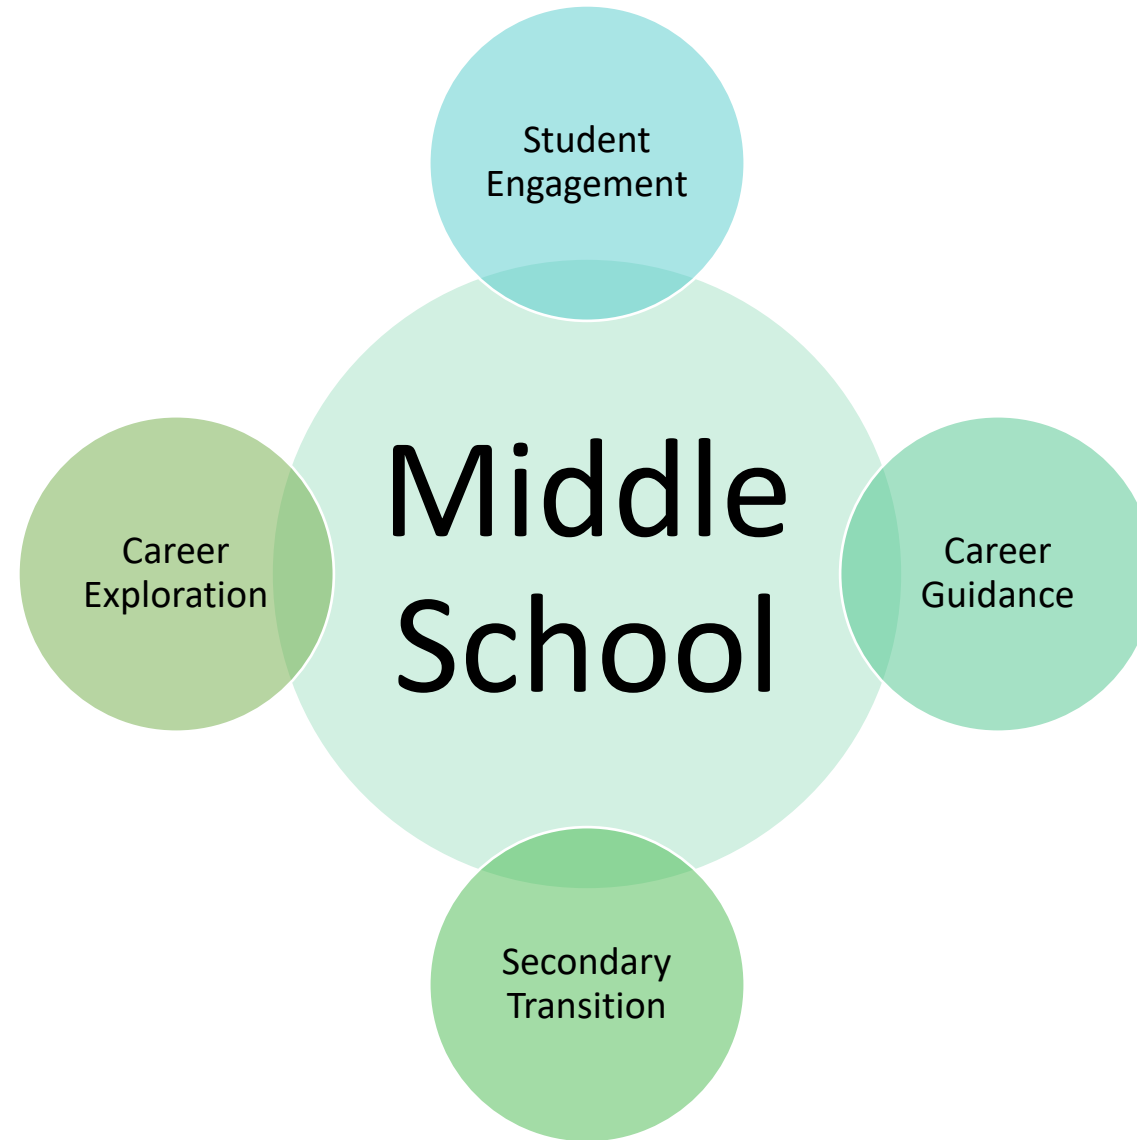 Student
Engagement
Middle
School
Career
Exploration
Career
Guidance
Secondary
Transition